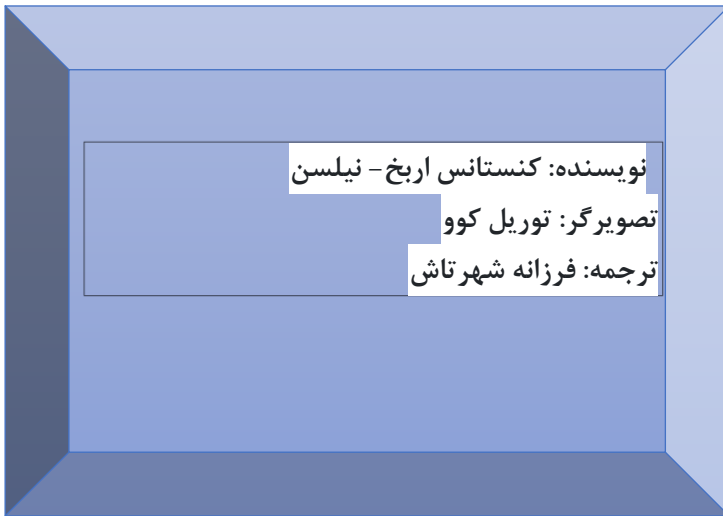 نویسنده: کنستانس اربخ- نیلسن
تصویرگر: توریل کوو
ترجمه: فرزانه شهرتاش